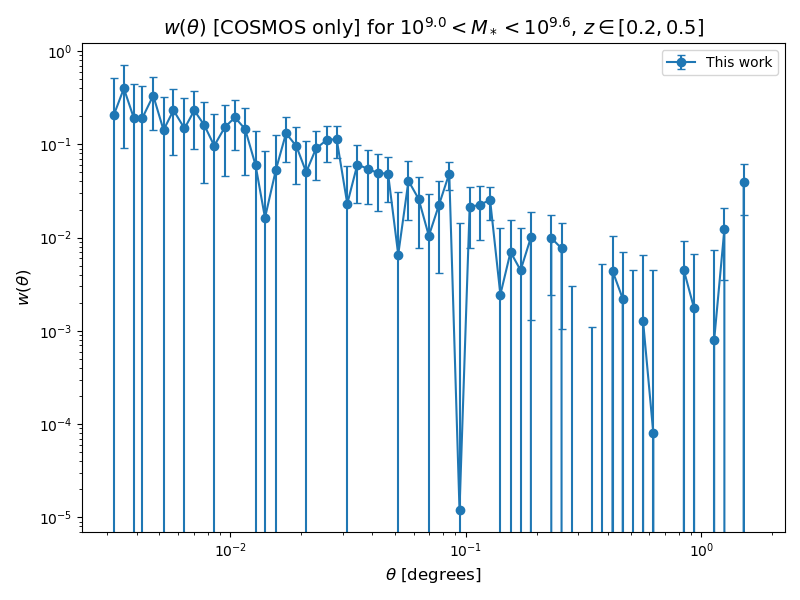 w(θ) [COSMOS only] for 10^9.0 < M_* < 10^9.6, z ∈ [0.2, 0.5]
This work
10^0
10^-1
10^-2
10^-3
10^-4
10^-5
w(θ)
10^-2 10^-1 10^0
θ [degrees]